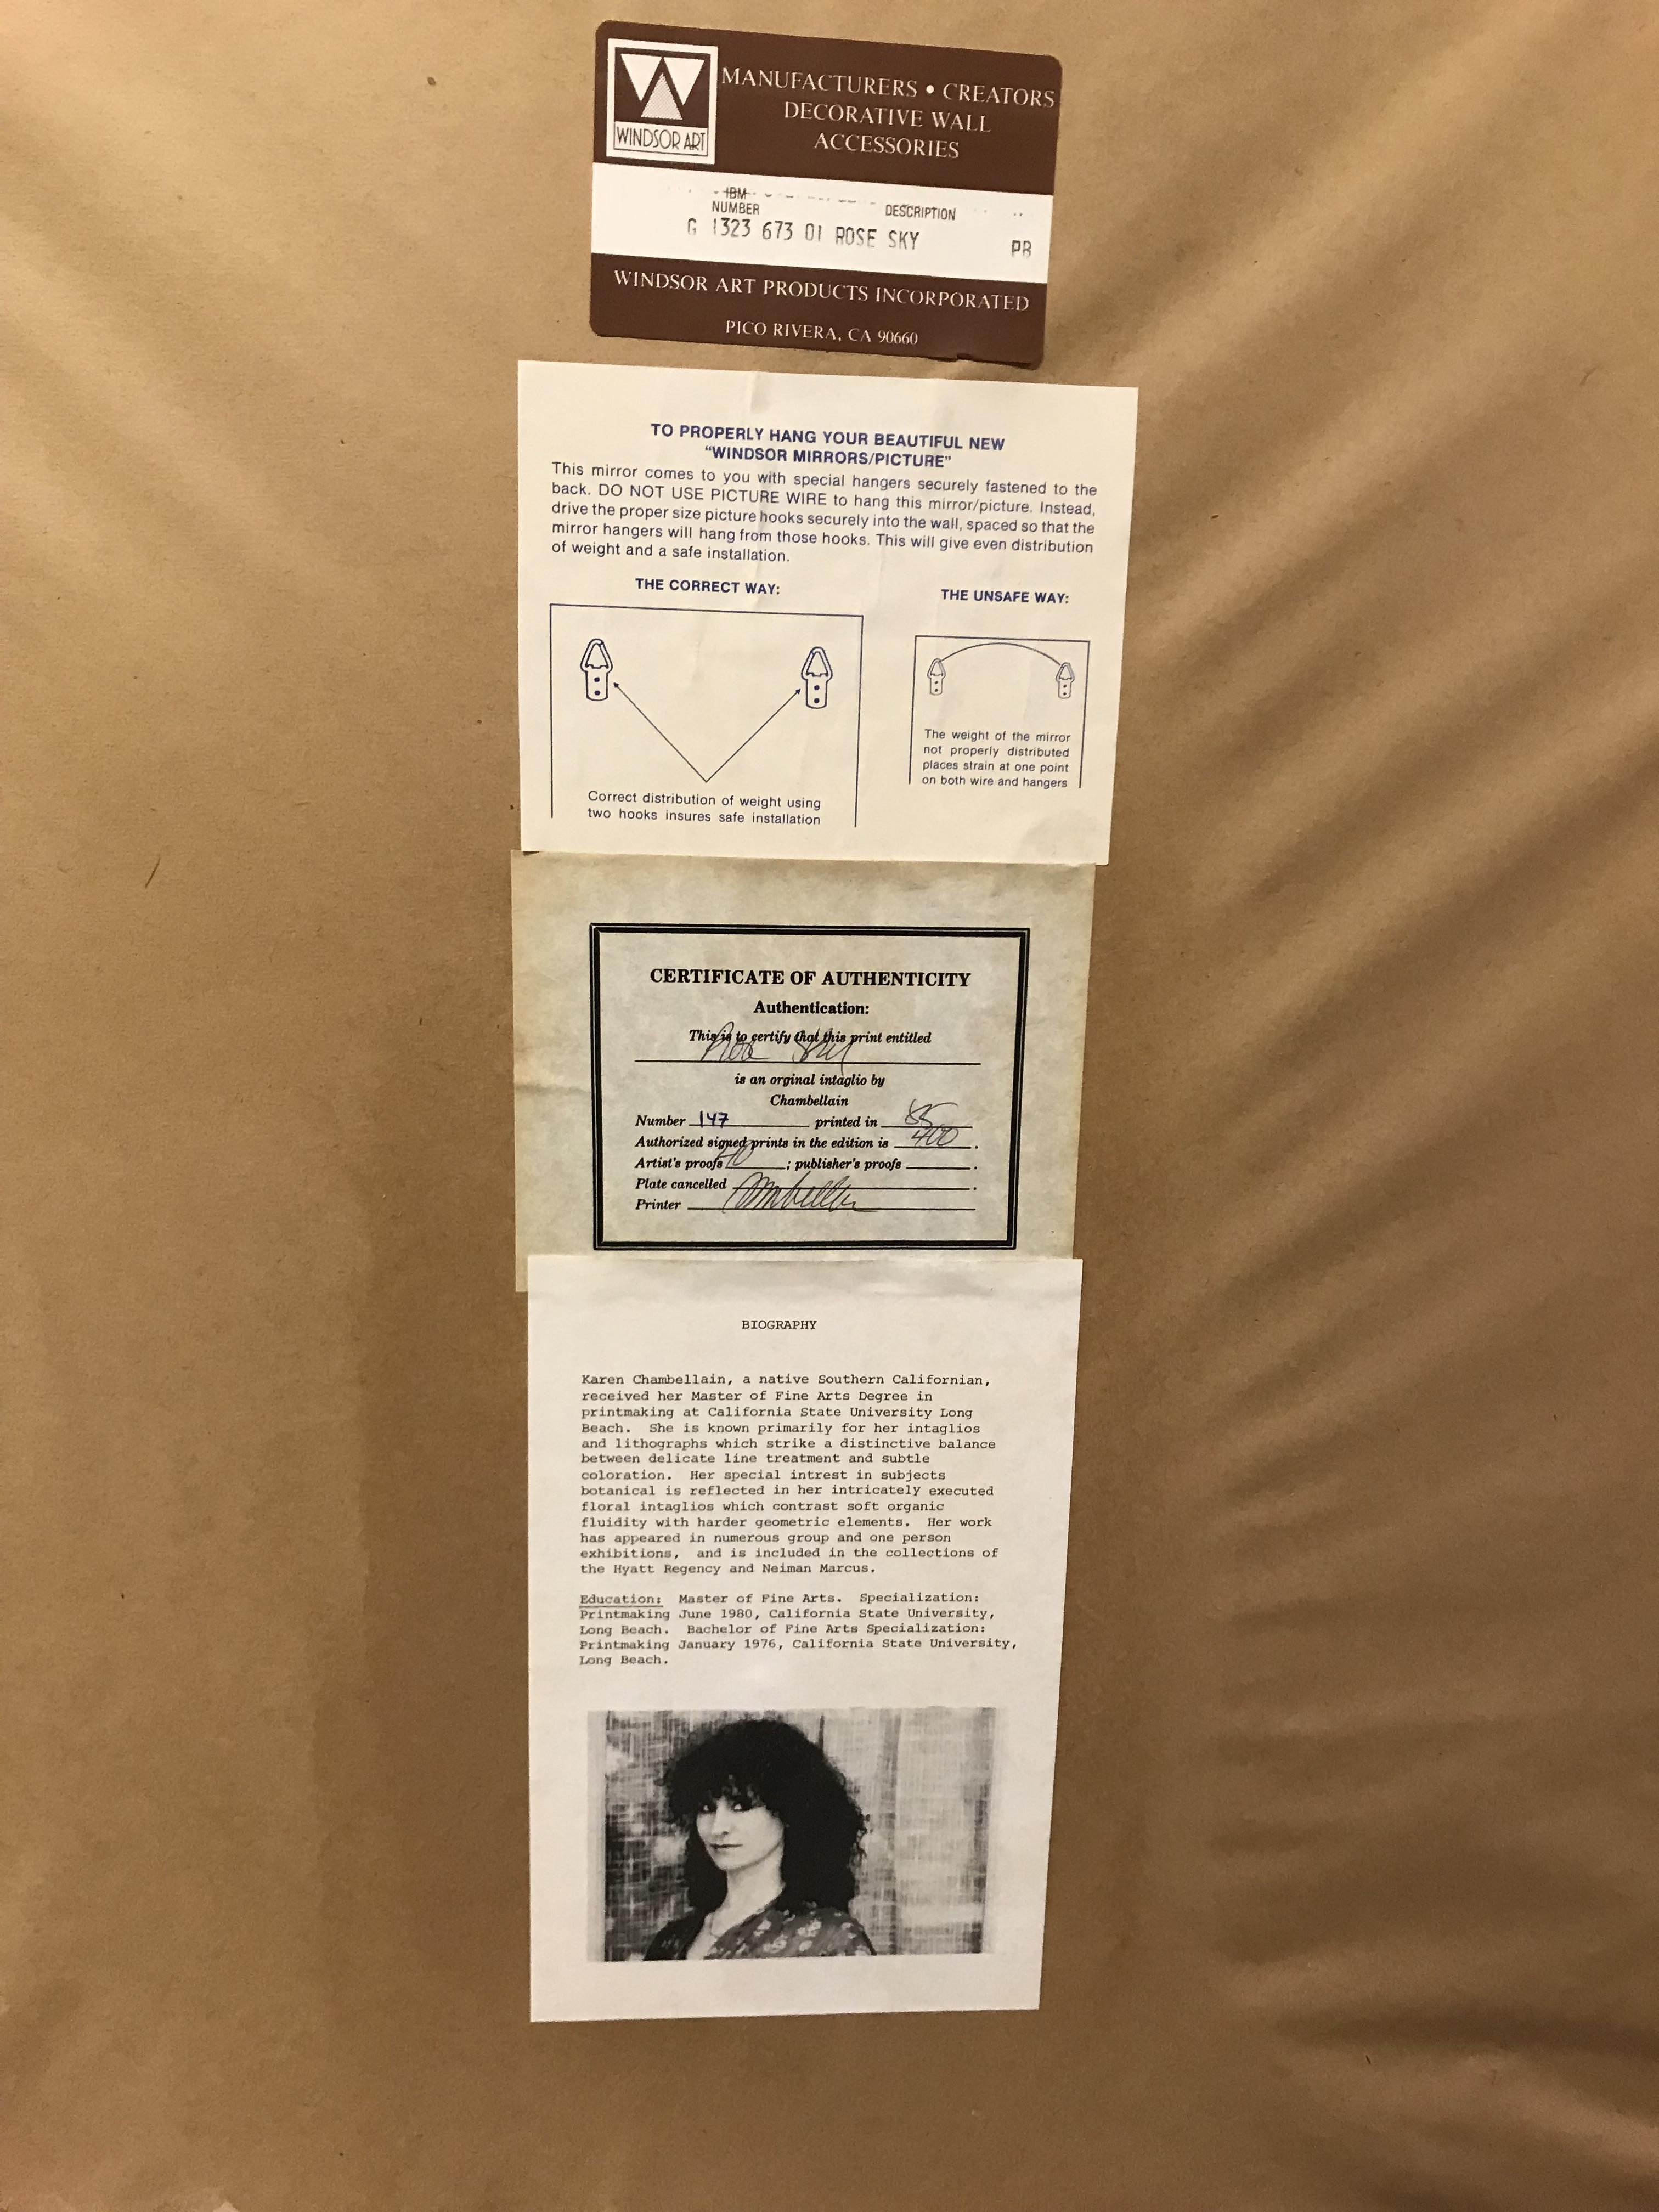 MANUFACTURERS • CREATORS
DECORATIVE WALL
ACCESSORIES
WINDSOR ART
IBM
NUMBER DESCRIPTION
G 1323 673 01 ROSE SKY PB
WINDSOR ART PRODUCTS INCORPORATED
PICO RIVERA, CA 90660
TO PROPERLY HANG YOUR BEAUTIFUL NEW
"WINDSOR MIRRORS/PICTURE"
This mirror comes to you with special hangers securely fastened to the
back. DO NOT USE PICTURE WIRE to hang this mirror/picture. Instead,
drive the proper size picture hooks securely into the wall, spaced so that the
mirror hangers will hang from those hooks. This will give even distribution
of weight and a safe installation.
THE CORRECT WAY:
Correct distribution of weight using
two hooks insures safe installation
THE UNSAFE WAY:
The weight of the mirror
not properly distributed
places strain at one point
on both wire and hangers
CERTIFICATE OF AUTHENTICITY
Authentication:
This is to certify that this print entitled
Rose Sky
is an orginal intaglio by
Chambellain
Number 147 printed in 85
Authorized signed prints in the edition is 400.
Artist's proofs ; publisher's proofs .
Plate cancelled .
Printer Chambellain
BIOGRAPHY
Karen Chambellain, a native Southern Californian,
received her Master of Fine Arts Degree in
printmaking at California State University Long
Beach. She is known primarily for her intaglios
and lithographs which strike a distinctive balance
between delicate line treatment and subtle
coloration. Her special intrest in subjects
botanical is reflected in her intricately executed
floral intaglios which contrast soft organic
fluidity with harder geometric elements. Her work
has appeared in numerous group and one person
exhibitions, and is included in the collections of
the Hyatt Regency and Neiman Marcus.
Education: Master of Fine Arts. Specialization:
Printmaking June 1980, California State University,
Long Beach. Bachelor of Fine Arts Specialization:
Printmaking January 1976, California State University,
Long Beach.